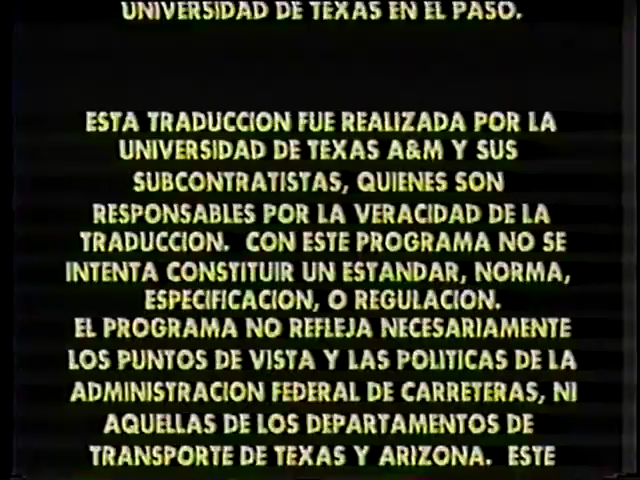 UNIVERSIDAD DE TEXAS EN EL PASO.
ESTA TRADUCCION FUE REALIZADA POR LA
UNIVERSIDAD DE TEXAS A&M Y SUS
SUBCONTRATISTAS, QUIENES SON
RESPONSABLES POR LA VERACIDAD DE LA
TRADUCCION. CON ESTE PROGRAMA NO SE
INTENTA CONSTITUIR UN ESTANDAR, NORMA,
ESPECIFICACION, O REGULACION.
EL PROGRAMA NO REFLEJA NECESARIAMENTE
LOS PUNTOS DE VISTA Y LAS POLITICAS DE LA
ADMINISTRACION FEDERAL DE CARRETERAS, NI
AQUELLAS DE LOS DEPARTAMENTOS DE
TRANSPORTE DE TEXAS Y ARIZONA. ESTE